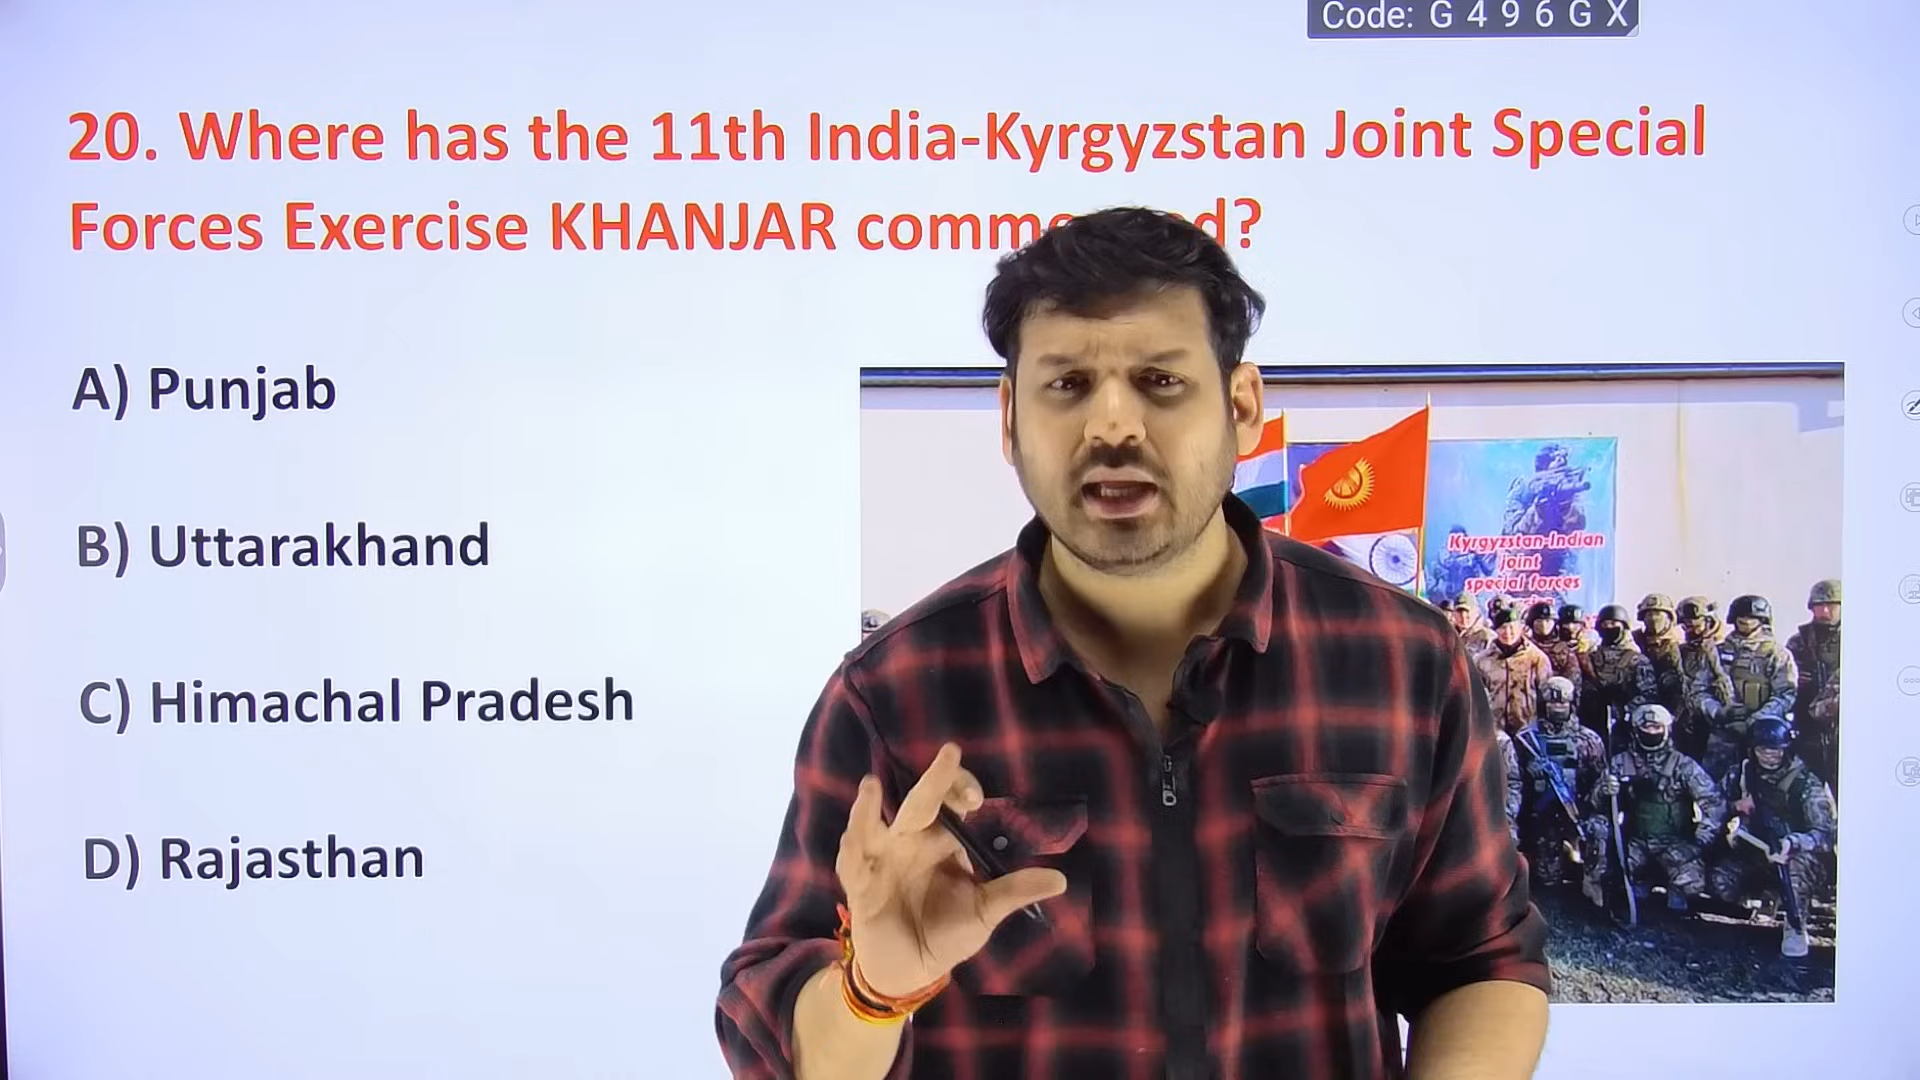 Code: G 4 9 6 G X
20. Where has the 11th India-Kyrgyzstan Joint Special
Forces Exercise KHANJAR d?
A) Punjab
B) Uttarakhand
C) Himachal Pradesh
D) Rajasthan
Kyrgyzstan-Indian
joint
special forces